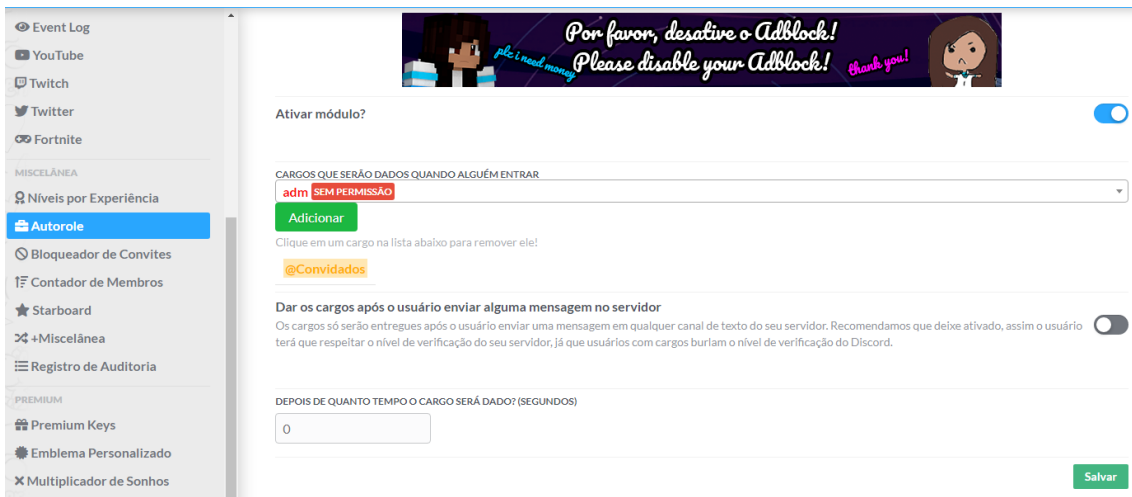 Event Log
YouTube
Twitch
Twitter
Fortnite
MISCELÂNEA
Níveis por Experiência
Autorole
Bloqueador de Convites
Contador de Membros
Starboard
+Miscelânea
Registro de Auditoria
PREMIUM
Premium Keys
Emblema Personalizado
Multiplicador de Sonhos
Por favor, desative o Adblock!
plz i need money
Please disable your Adblock!
thank you!
Ativar módulo?
CARGOS QUE SERÃO DADOS QUANDO ALGUÉM ENTRAR
adm SEM PERMISSÃO
Adicionar
Clique em um cargo na lista abaixo para remover ele!
@Convidados
Dar os cargos após o usuário enviar alguma mensagem no servidor
Os cargos só serão entregues após o usuário enviar uma mensagem em qualquer canal de texto do seu servidor. Recomendamos que deixe ativado, assim o usuário
terá que respeitar o nível de verificação do seu servidor, já que usuários com cargos burlam o nível de verificação do Discord.
DEPOIS DE QUANTO TEMPO O CARGO SERÁ DADO? (SEGUNDOS)
0
Salvar